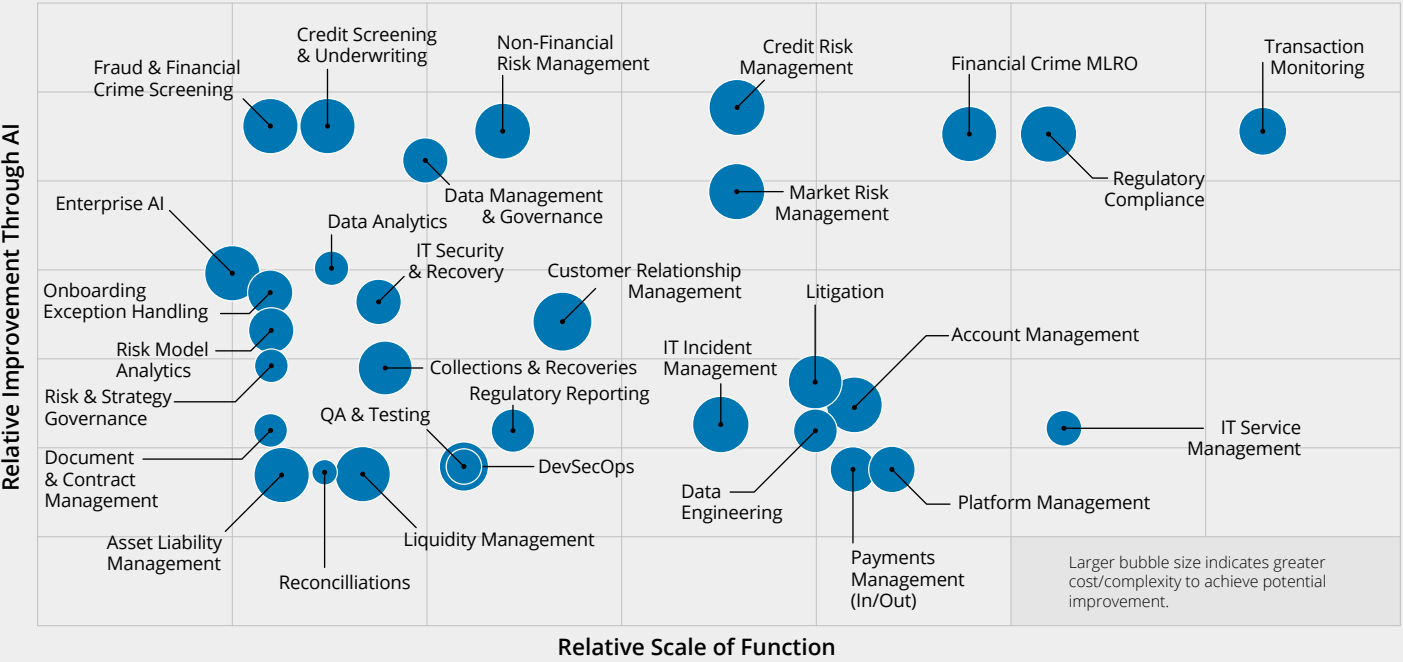 Credit Screening
& Underwriting
Non-Financial
Risk Management
Credit Risk
Management
Financial Crime MLRO
Transaction
Monitoring
Fraud & Financial
Crime Screening
Data Management
& Governance
Market Risk
Management
Regulatory
Compliance
Enterprise AI
Data Analytics
IT Security
& Recovery
Customer Relationship
Management
Litigation
Onboarding
Exception Handling
Account Management
Risk Model
Analytics
IT Incident
Management
Collections & Recoveries
Regulatory Reporting
Risk & Strategy
Governance
QA & Testing
IT Service
Management
Document
& Contract
Management
DevSecOps
Data
Engineering
Platform Management
Asset Liability
Management
Liquidity Management
Reconcilliations
Payments
Management
(In/Out)
Larger bubble size indicates greater
cost/complexity to achieve potential
improvement.
Relative Improvement Through AI
Relative Scale of Function